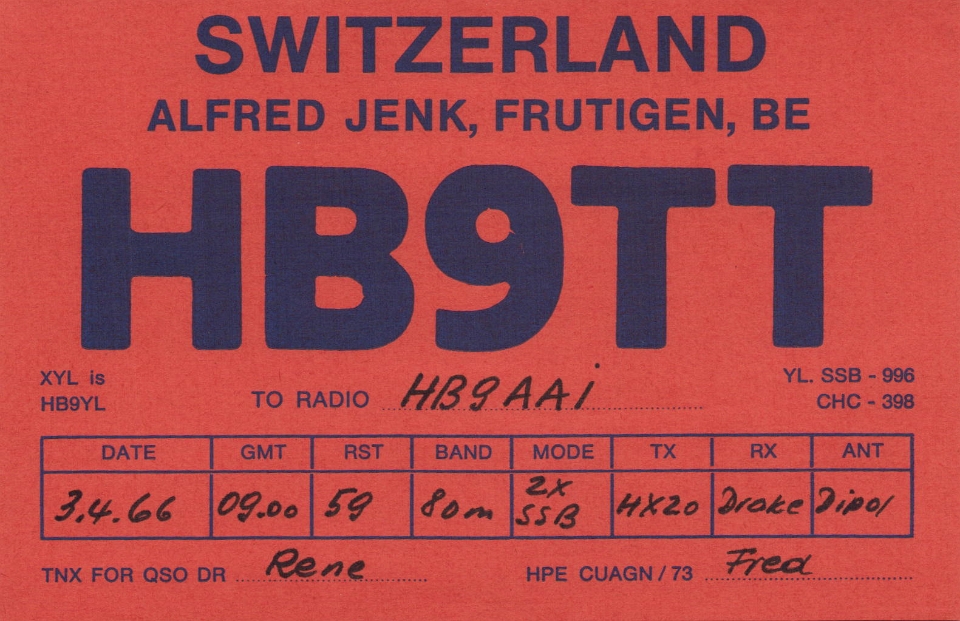 SWITZERLAND
ALFRED JENK, FRUTIGEN, BE
HB9TT
XYL is
HB9YL
TO RADIO HB9AAi
YL. SSB - 996
CHC - 398
DATE GMT RST BAND MODE TX RX ANT
3.4.66 09.00 59 80m 2X SSB HX20 Drake Dipol
TNX FOR QSO DR Rene HPE CUAGN / 73 Fred